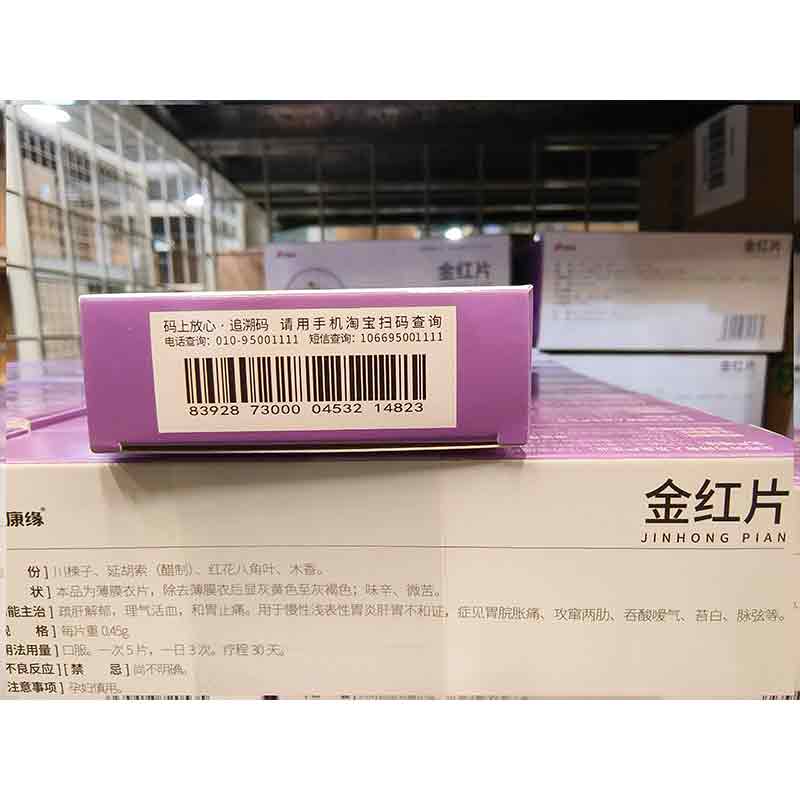 金红片
金红片
码上放心·追溯码 请用手机淘宝扫码查询
电话查询：010-95001111 短信查询：106695001111
83928 73000 04532 14823
金红片
康缘®
金红片
JINHONG PIAN
份］川楝子、延胡索（醋制）、红花八角叶、木香。
状］本品为薄膜衣片，除去薄膜衣后显灰黄色至灰褐色；味辛、微苦。
能主治］疏肝解郁，理气活血，和胃止痛。用于慢性浅表性胃炎肝胃不和证，症见胃脘胀痛、攻窜两肋、吞酸嗳气、苔白、脉弦等。
格］每片重 0.45g
用法用量］口服。一次 5 片，一日 3 次。疗程 30 天。
不良反应］［禁 忌］尚不明确。
注意事项］孕妇慎用。